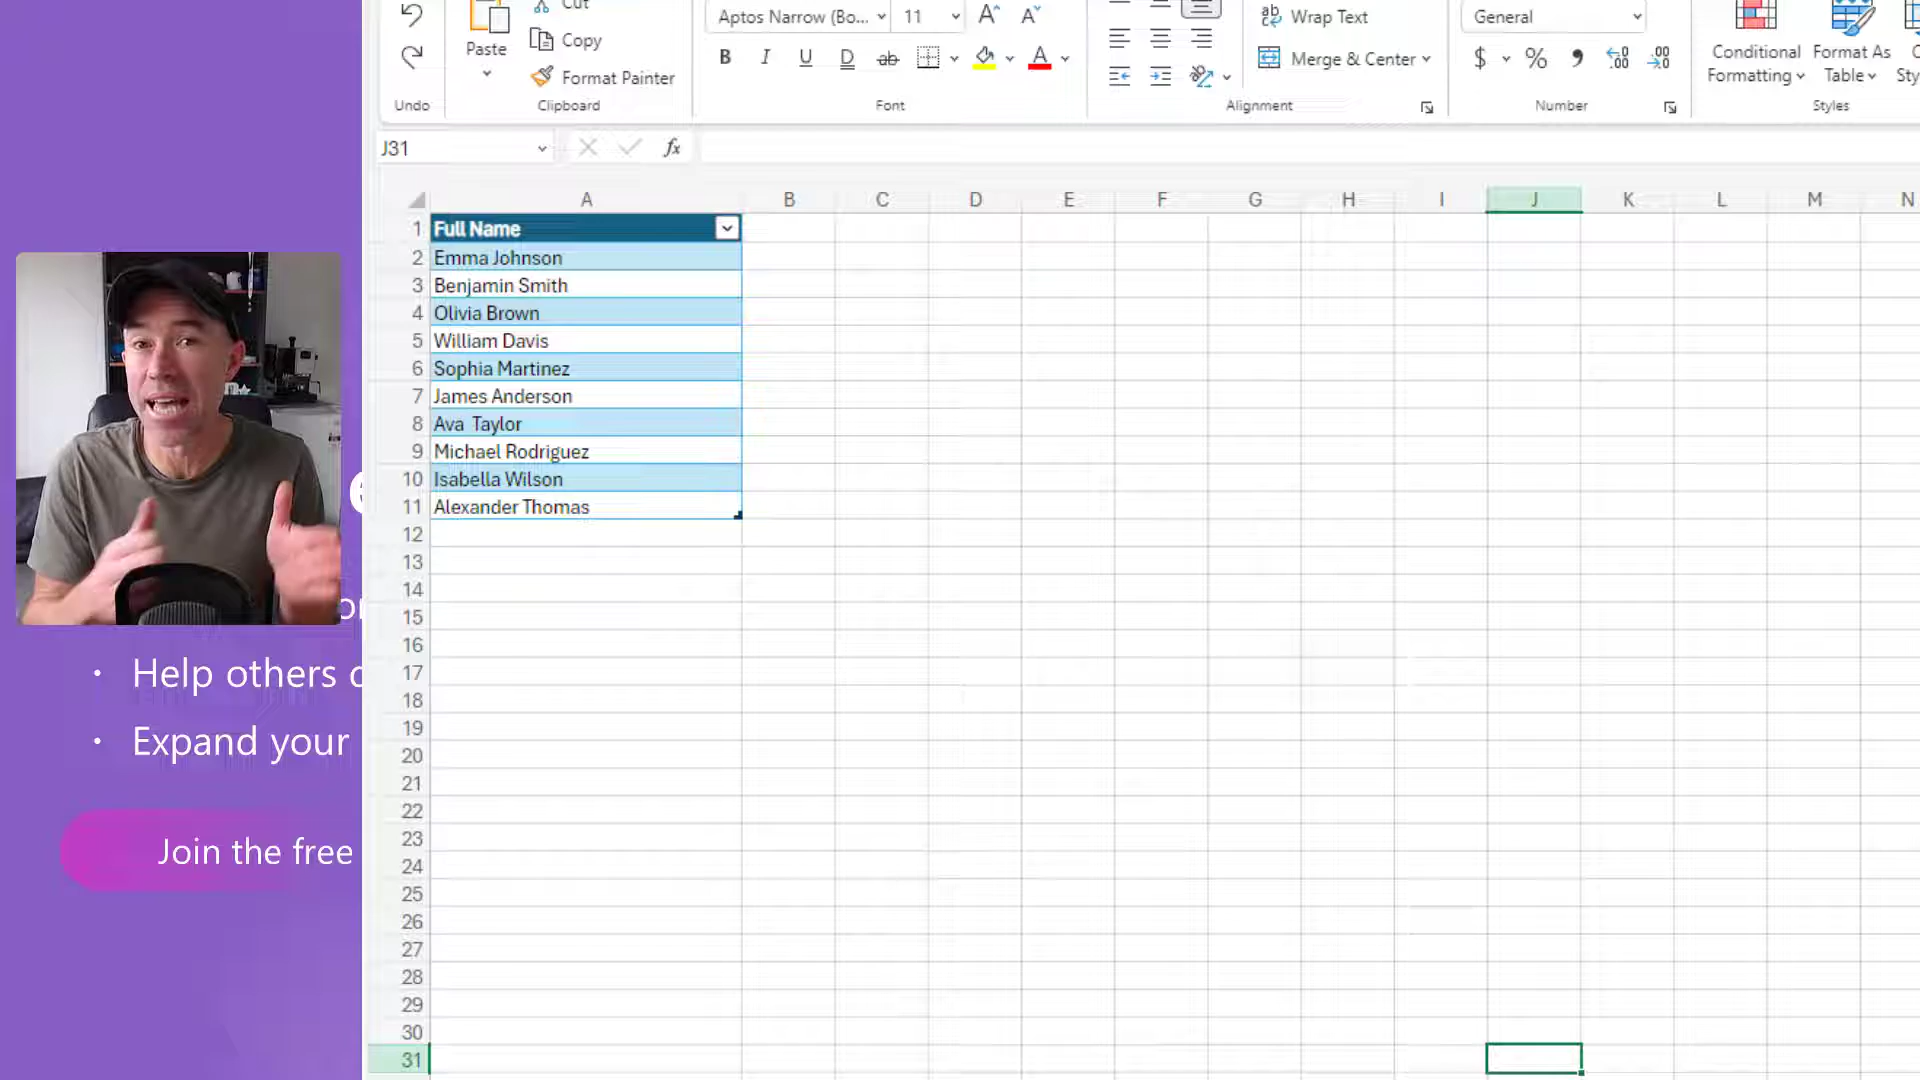 Cut
Copy
Format Painter
Paste
Undo
Clipboard
Aptos Narrow (Bo...
11
B I U D ab
Font
Wrap Text
Merge & Center
Alignment
General
$ % 9
Number
Conditional Formatting
Format As Table
Styles
J31
fx
A B C D E F G H I J K L M N
1 Full Name
2 Emma Johnson
3 Benjamin Smith
4 Olivia Brown
5 William Davis
6 Sophia Martinez
7 James Anderson
8 Ava Taylor
9 Michael Rodriguez
10 Isabella Wilson
11 Alexander Thomas
12
13
14
15
16
17
18
19
20
21
22
23
24
25
26
27
28
29
30
31
· Help others
· Expand your
Join the free